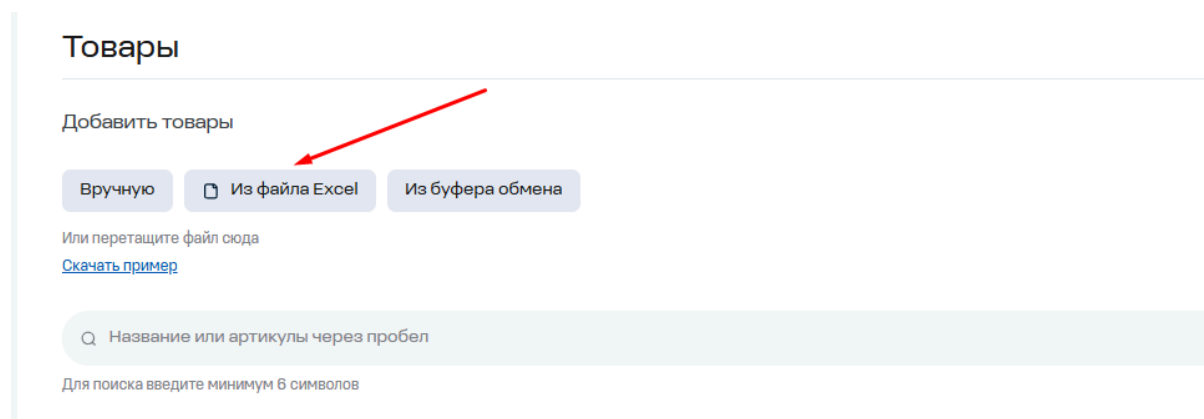 Товары
Добавить товары
Вручную Из файла Excel Из буфера обмена
Или перетащите файл сюда
Скачать пример
Название или артикулы через пробел
Для поиска введите минимум 6 символов